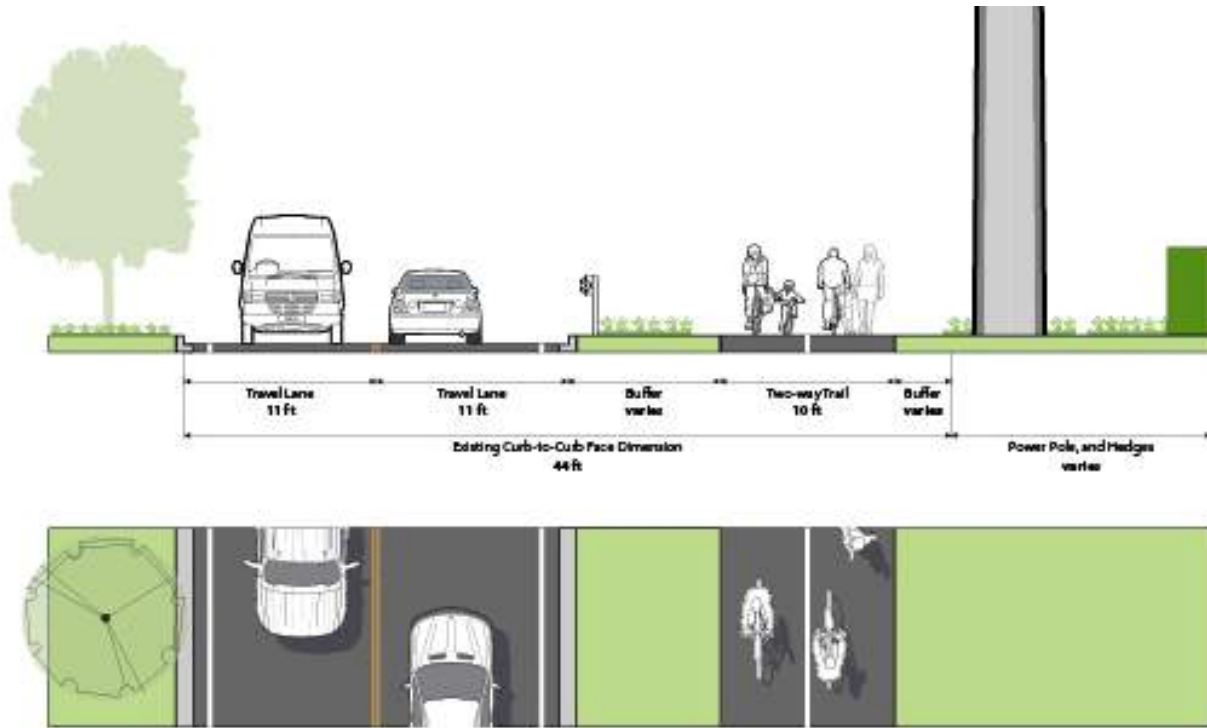 Travel Lane
11 ft
Travel Lane
11 ft
Buffer
varies
Two-way Trail
10 ft
Buffer
varies
Existing Curb-to-Curb Face Dimension
44 ft
Power Pole, and Hedges
varies